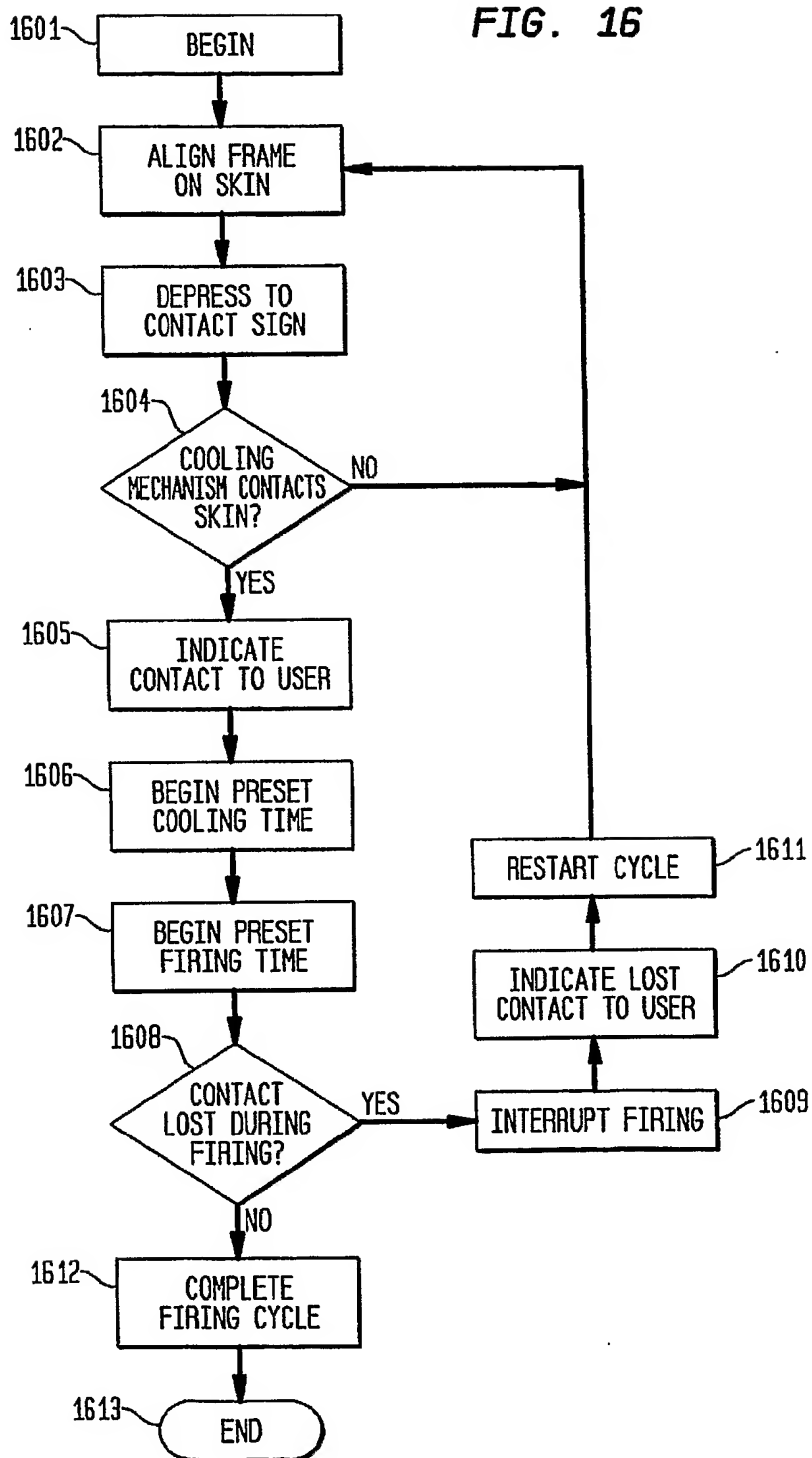 FIG. 16
1601
BEGIN
1602
ALIGN FRAME
ON SKIN
1603
DEPRESS TO
CONTACT SIGN
1604
COOLING
MECHANISM CONTACTS
SKIN?
NO
YES
1605
INDICATE
CONTACT TO USER
1606
BEGIN PRESET
COOLING TIME
1607
BEGIN PRESET
FIRING TIME
1608
CONTACT
LOST DURING
FIRING?
YES
INTERRUPT FIRING
1609
INDICATE LOST
CONTACT TO USER
1610
RESTART CYCLE
1611
NO
1612
COMPLETE
FIRING CYCLE
1613
END